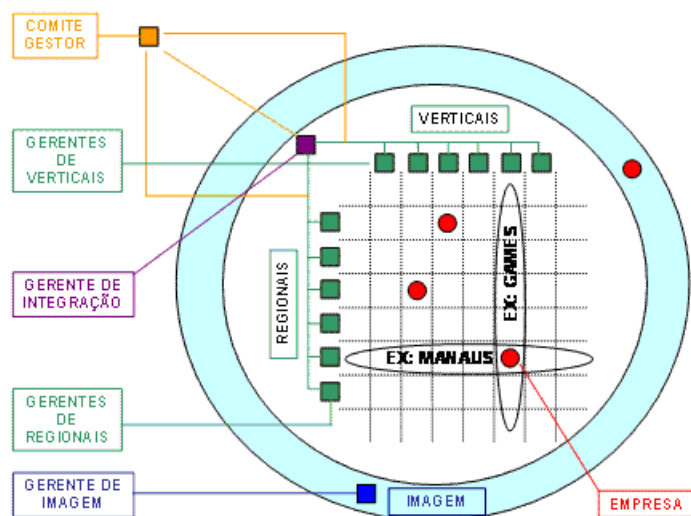 COMITE
GESTOR
VERTICAIS
GERENTES
DE
VERTICAIS
EX: GAMES
GERENTE DE
INTEGRAÇÃO
REGIONAIS
EX: MANAUS
GERENTES
DE
REGIONAIS
GERENTE DE
IMAGEM
IMAGEM
EMPRESA